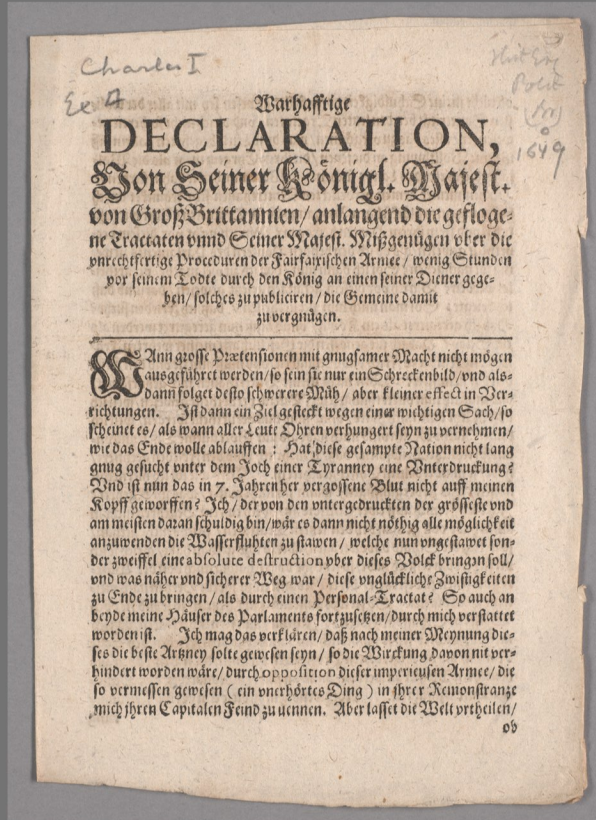 Charles I
Ex
1649
Warhafftige
DECLARATION,
Von Seiner Königl. Majest.
von Groß Brittannien/ anlangend die gefloge-
ne Tractaten vnnd Seiner Majest. Mißgenügen vber die
vnrechtfertige Proceduren der Fairfaxischen Armee/ wenig Stunden
vor seinem Todte durch den König an einen seiner Diener gege-
ben/ solches zu publiciren/ die Gemeine damit
zu vergnügen.
WAnn grosse Prætensionen mit gnugsamer Macht nicht mögen
ausgeführet werden/ so sein sie nur ein Schreckenbild/ vnd als-
dann folget desto schwerere Müh/ aber kleiner effect in Ver-
richtungen. Ist dann ein Ziel gesteckt wegen einer wichtigen Sach/ so
scheinet es/ als wann aller Leute Ohren verhungert seyn zu vernehmen/
wie das Ende wolle ablauffen: Hat diese gesampte Nation nicht lang
gnug gesucht vnter dem Joch einer Tyranney eine Vnterdruckung?
Vnd ist nun das in 7. Jahren her vergossene Blut nicht auff meinen
Kopff geworffen? Ich/ der von den vntergedruckten der grösseste vnd
am meisten daran schuldig bin/ wär es dann nicht nöthig alle möglichkeit
anzuwenden die Wasserfluhten zu stawen/ welche nun vngestawet son-
der zweiffel eine absolute destruction vber dieses Volck bringen soll/
vnd was näher vnd sicherer Weg war/ diese vnglückliche Zwistigkeiten
zu Ende zu bringen/ als durch einen Personal-Tractat? So auch an
beyde meine Häuser des Parlaments fortzusetzen/ durch mich verstattet
worden ist. Ich mag das verklären/ daß nach meiner Meynung die-
ses die beste Artzney solte gewesen seyn/ so die Wirckung davon nit ver-
hindert worden wäre/ durch opposition dieser imperieusen Armee/ die
so vermessen gewesen (ein vnerhörtes Ding) in ihrer Remonstranze
mich jhren Capitalen Feind zu uennen. Aber lasset die Welt vrtheilen/
ob